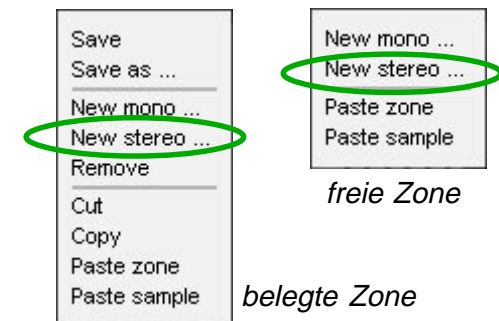 Save
Save as ...
New mono ...
New stereo ...
Remove
Cut
Copy
Paste zone
Paste sample
belegte Zone
New mono ...
New stereo ...
Paste zone
Paste sample
freie Zone